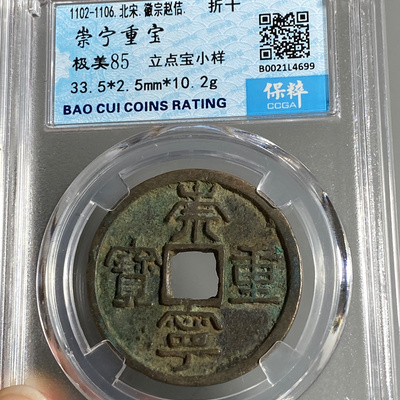 1102-1106.北宋.徽宗赵佶. 折十
崇宁重宝
极美85 立点宝小样
33.5*2.5mm*10.2g
BAO CUI COINS RATING
B0021L4699
保粹
CCGA
崇
寶 重
寧